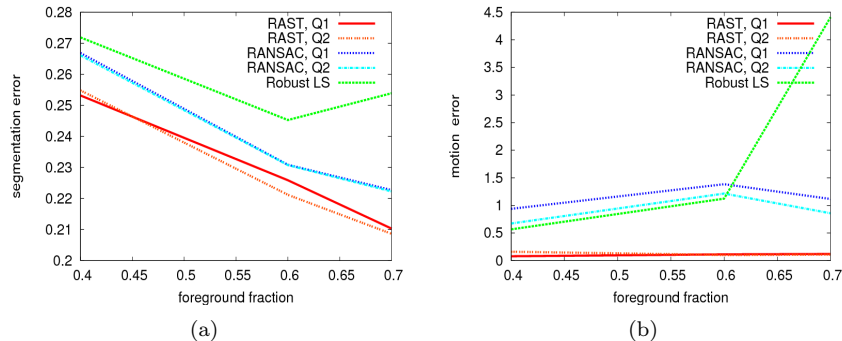 0.28
0.27
0.26
0.25
0.24
0.23
0.22
0.21
0.2
segmentation error
RAST, Q1
RAST, Q2
RANSAC, Q1
RANSAC, Q2
Robust LS
0.4 0.45 0.5 0.55 0.6 0.65 0.7
foreground fraction
(a)
4.5
4
3.5
3
2.5
2
1.5
1
0.5
0
motion error
RAST, Q1
RAST, Q2
RANSAC, Q1
RANSAC, Q2
Robust LS
0.4 0.45 0.5 0.55 0.6 0.65 0.7
foreground fraction
(b)